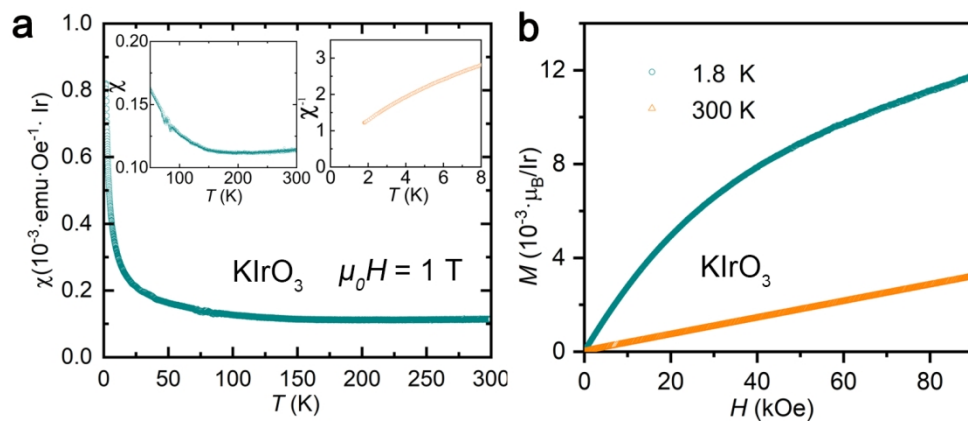 a
χ(10⁻³·emu·Oe⁻¹· Ir)
1.0
0.8
0.6
0.4
0.2
0.0
0 50 100 150 200 250 300
T (K)
0.20
0.15
0.10
χ
100 200 300
T (K)
3
2
1
0
χ⁻
0 2 4 6 8
T (K)
KIrO₃ μ₀H = 1 T
b
M (10⁻³·μ_B/Ir)
12
8
4
0
0 20 40 60 80
H (kOe)
1.8 K
300 K
KIrO₃